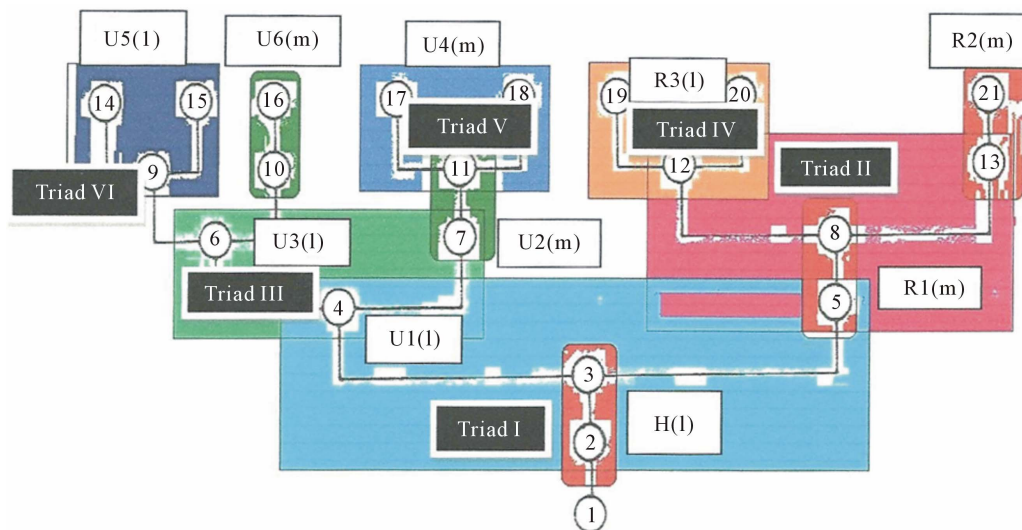 U5(1)
U6(m)
U4(m)
R3(l)
R2(m)
14
15
16
17
18
19
20
21
Triad V
Triad IV
Triad II
Triad VI
9
10
11
12
13
6
U3(l)
7
U2(m)
8
Triad III
4
5
R1(m)
U1(l)
3
Triad I
H(l)
2
1